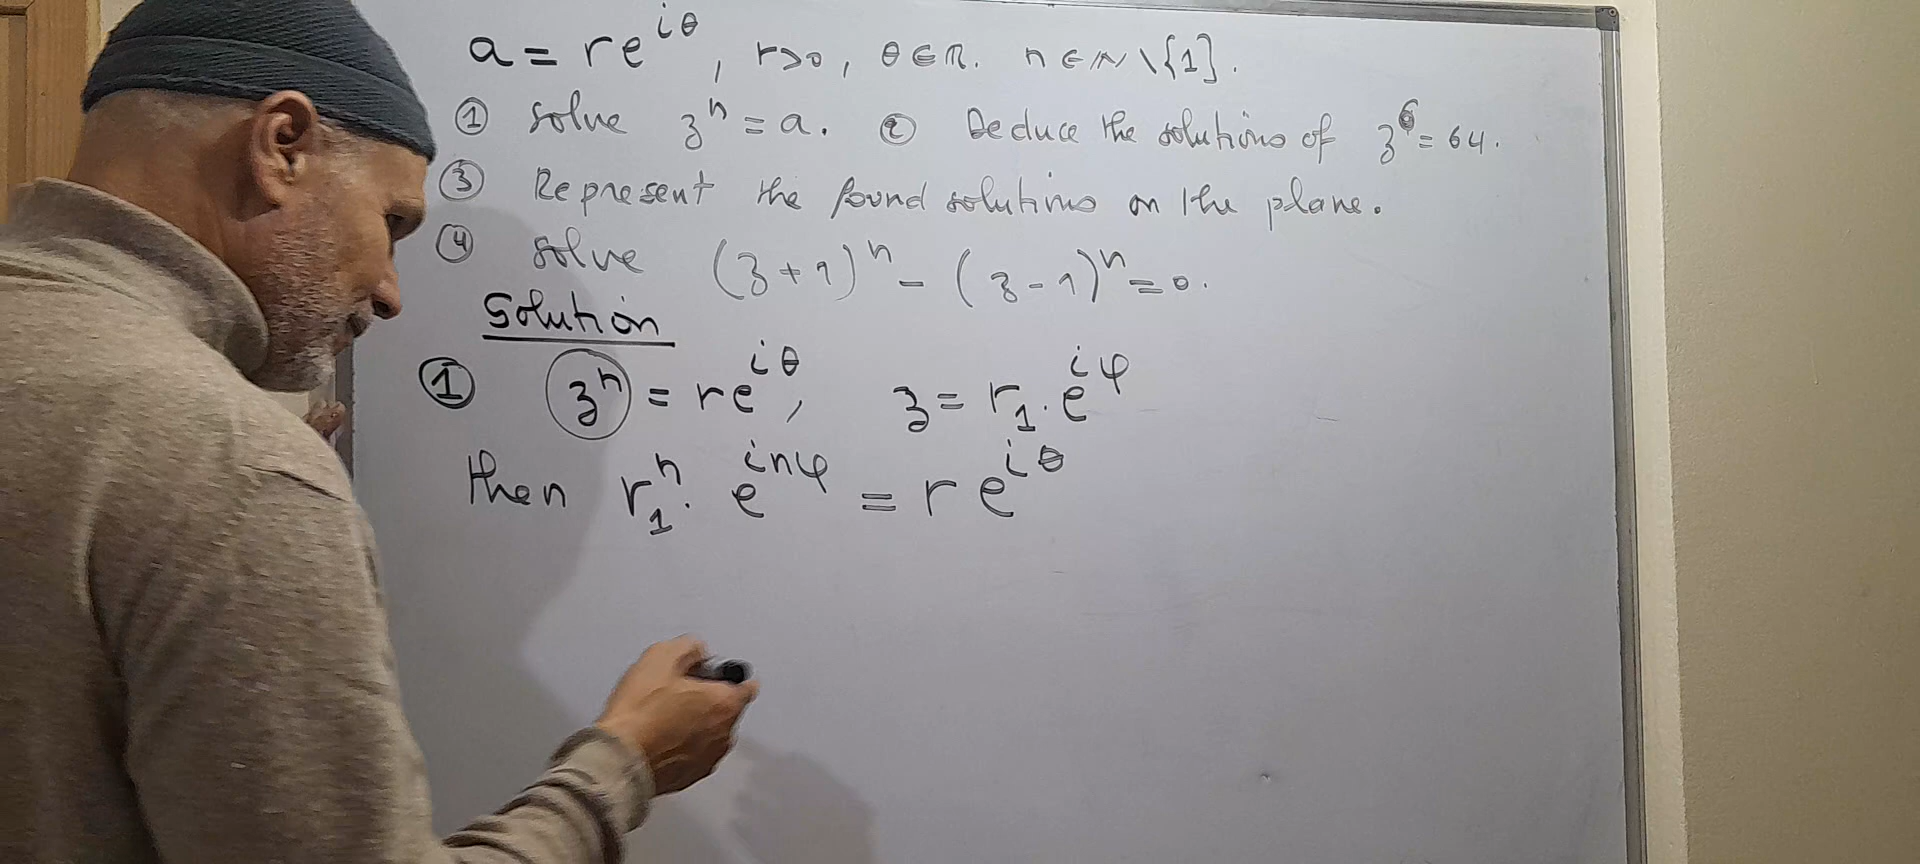 a = re^{iθ}, r>0, θ∈ℝ. n∈ℕ\{1}.
① Solve z^n = a. ② Deduce the solutions of z^6 = 64.
③ Represent the found solutions on the plane.
④ Solve (z+1)^n - (z-1)^n = 0.
Solution
① z^n = re^{iθ}, z = r_1.e^{iφ}
then r_1^n. e^{inφ} = re^{iθ}